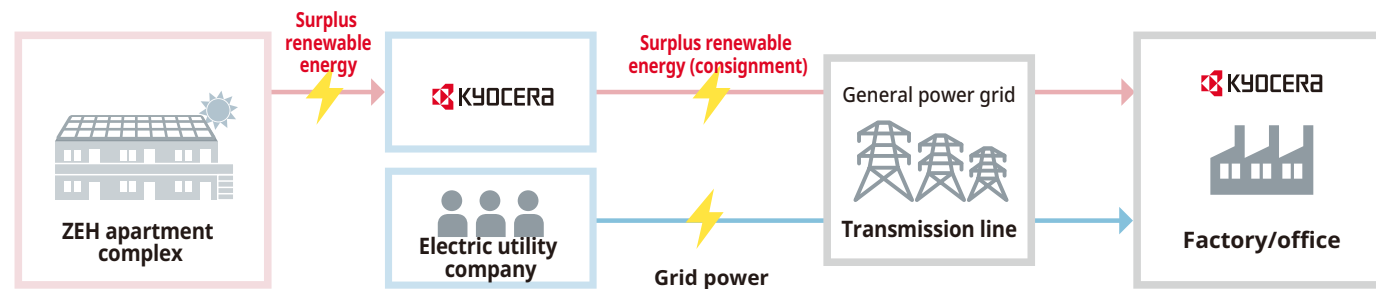 Surplus
renewable
energy
Surplus renewable
energy (consignment)
KYOCERA
General power grid
KYOCERA
ZEH apartment
complex
Electric utility
company
Grid power
Transmission line
Factory/office